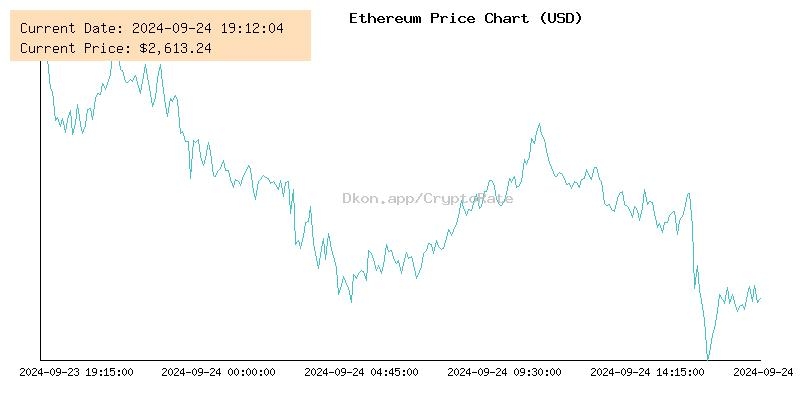 Ethereum Price Chart (USD)
Current Date: 2024-09-24 19:12:04
Current Price: $2,613.24
Dkon.app/CryptoRate
2024-09-23 19:15:00 2024-09-24 00:00:00 2024-09-24 04:45:00 2024-09-24 09:30:00 2024-09-24 14:15:00 2024-09-24